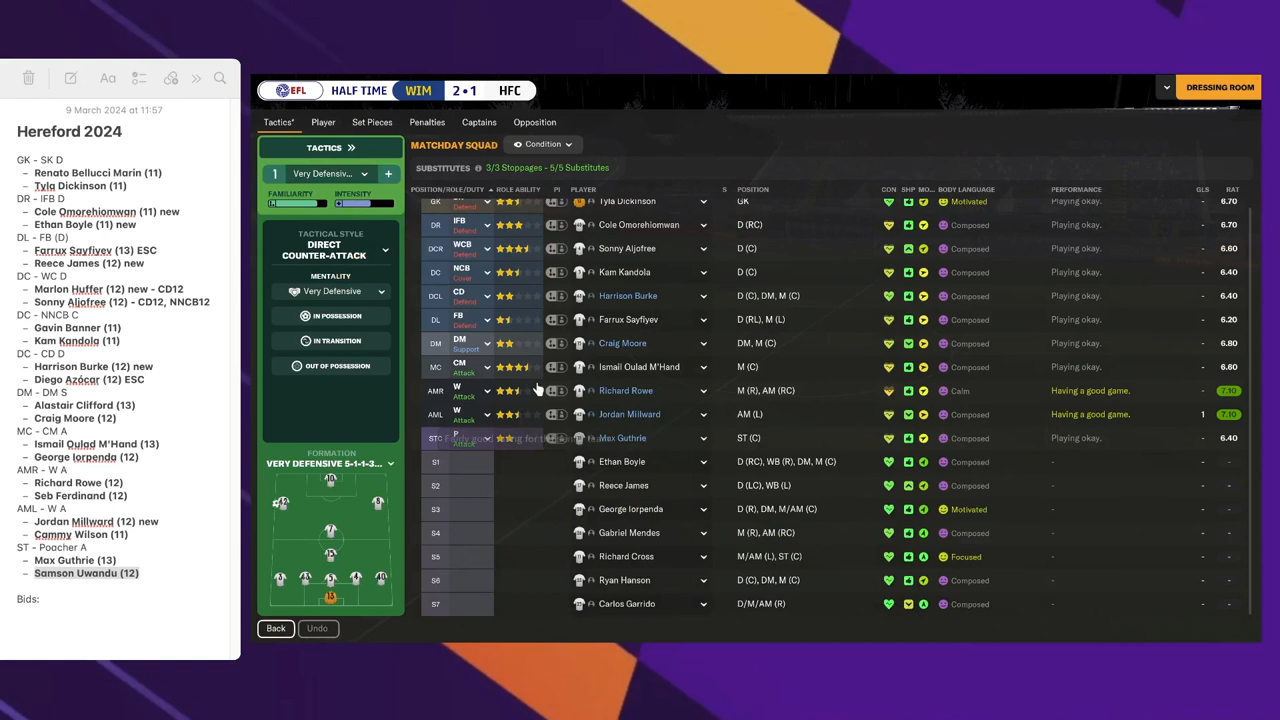 9 March 2024 at 11:57
Hereford 2024
GK - SK D
– Renato Bellucci Marin (11)
– Tyla Dickinson (11)
DR - IFB D
– Cole Omorehiomwan (11) new
– Ethan Boyle (11) new
DL - FB (D)
– Farrux Sayfiyev (13) ESC
– Reece James (12) new
DC - WC D
– Marlon Huffer (12) new - CD12
– Sonny Aljofree (12) - CD12, NNCB12
DC - NNCB C
– Gavin Banner (11)
– Kam Kandola (11)
DC - CD D
– Harrison Burke (12) new
– Diego Azócar (12) ESC
DM - DM S
– Alastair Clifford (13)
– Craig Moore (12)
MC - CM A
– Ismail Oulad M'Hand (13)
– George Iorpenda (12)
AMR - W A
– Richard Rowe (12)
– Seb Ferdinand (12)
AML - W A
– Jordan Millward (12) new
– Cammy Wilson (11)
ST - Poacher A
– Max Guthrie (13)
– Samson Uwandu (12)
Bids:
EFL HALF TIME WIM 2 • 1 HFC
DRESSING ROOM
Tactics* Player Set Pieces Penalties Captains Opposition
TACTICS
1 Very Defensiv... +
FAMILIARITY INTENSITY
TACTICAL STYLE
DIRECT
COUNTER-ATTACK
MENTALITY
Very Defensive
IN POSSESSION
IN TRANSITION
OUT OF POSSESSION
FORMATION
VERY DEFENSIVE 5-1-1-3...
Back Undo
MATCHDAY SQUAD Condition
SUBSTITUTES 3/3 Stoppages - 5/5 Substitutes
POSITION/ROLE/DUTY ROLE ABILITY PI PLAYER S POSITION CON SHP MO... BODY LANGUAGE PERFORMANCE GLS RAT
GK Defend Tyla Dickinson GK Motivated - 6.70
DR IFB Defend Cole Omorehiomwan D (RC) Composed Playing okay. - 6.70
DCR WCB Defend Sonny Aljofree D (C) Composed Playing okay. - 6.60
DC NCB Cover Kam Kandola D (C) Composed Playing okay. - 6.40
DCL CD Defend Harrison Burke D (C), DM, M (C) Composed Playing okay. - 6.40
DL FB Defend Farrux Sayfiyev D (RL), M (L) Composed Playing okay. - 6.20
DM DM Support Craig Moore DM, M (C) Composed Playing okay. - 6.80
MC CM Attack Ismail Oulad M'Hand M (C) Composed Playing okay. - 6.60
AMR W Attack Richard Rowe M (R), AM (RC) Calm Having a good game. - 7.10
AML W Attack Jordan Millward AM (L) Composed Having a good game. 1 7.10
STC P Attack Max Guthrie ST (C) Composed Playing okay. - 6.40
S1 Ethan Boyle D (RC), WB (R), DM, M (C) Composed - - -
S2 Reece James D (LC), WB (L) Composed - - -
S3 George Iorpenda D (R), DM, M/AM (C) Motivated - - -
S4 Gabriel Mendes M (R), AM (RC) Composed - - -
S5 Richard Cross M/AM (L), ST (C) Focused - - -
S6 Ryan Hanson D (C), DM, M (C) Composed - - -
S7 Carlos Garrido D/M/AM (R) Composed - - -